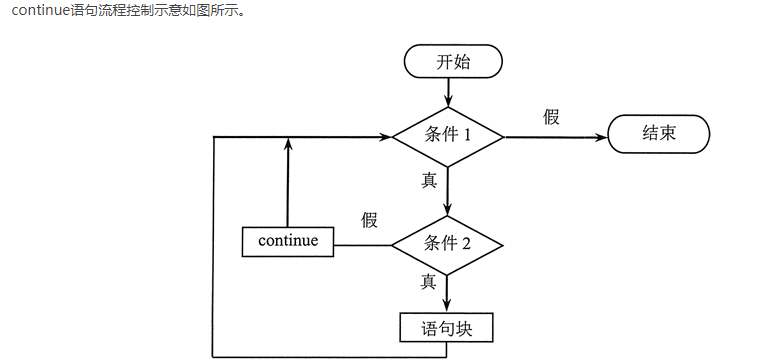 continue语句流程控制示意如图所示。
开始
条件 1
假
结束
真
假
continue
条件 2
真
语句块